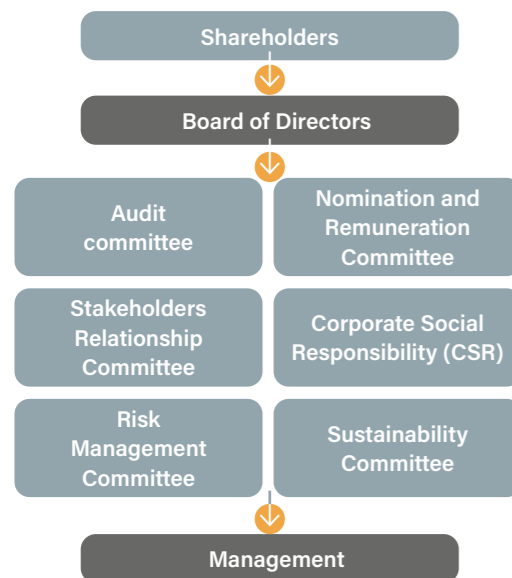 Shareholders
Board of Directors
Audit
committee
Nomination and
Remuneration
Committee
Stakeholders
Relationship
Committee
Corporate Social
Responsibility (CSR)
Risk
Management
Committee
Sustainability
Committee
Management